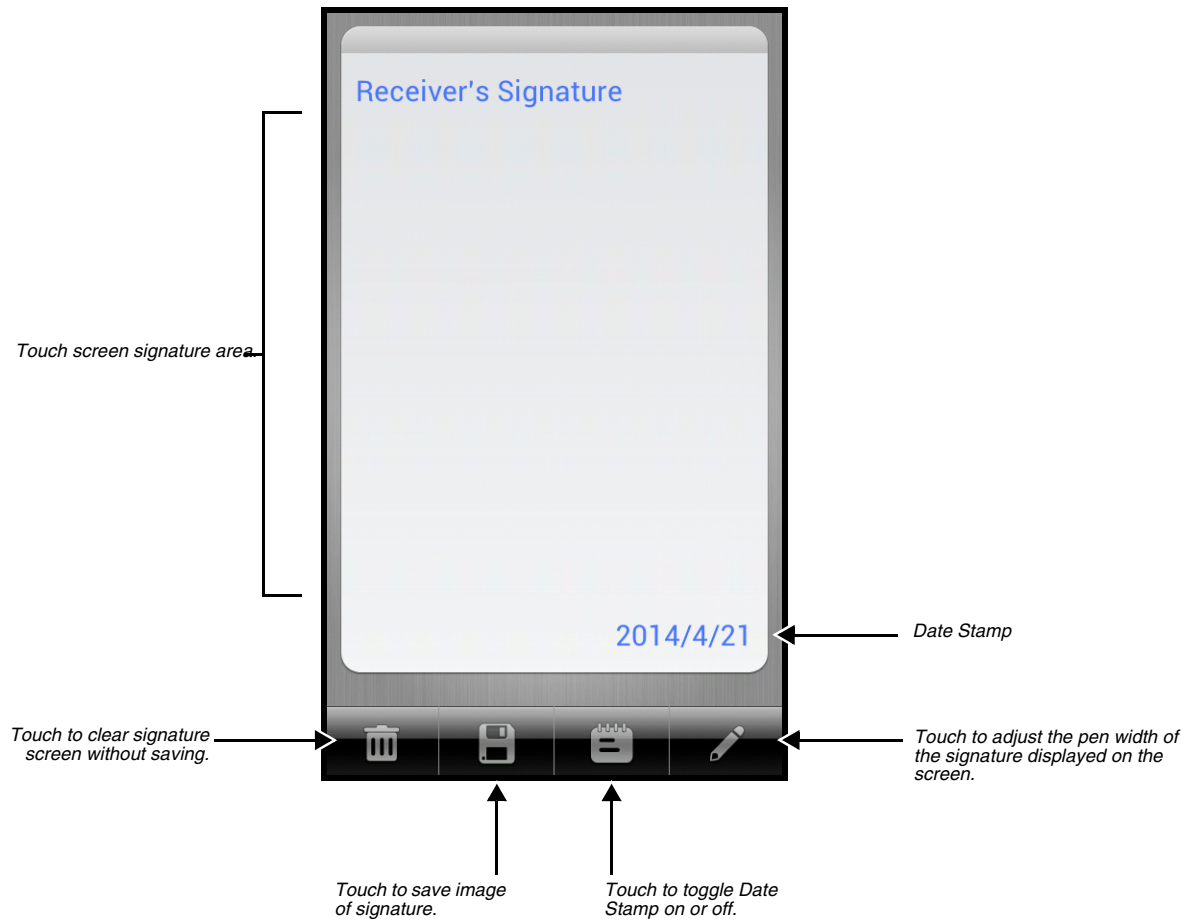 Receiver's Signature
Touch screen signature area.
2014/4/21
Date Stamp
Touch to clear signature
screen without saving.
Touch to adjust the pen width of
the signature displayed on the
screen.
Touch to save image
of signature.
Touch to toggle Date
Stamp on or off.